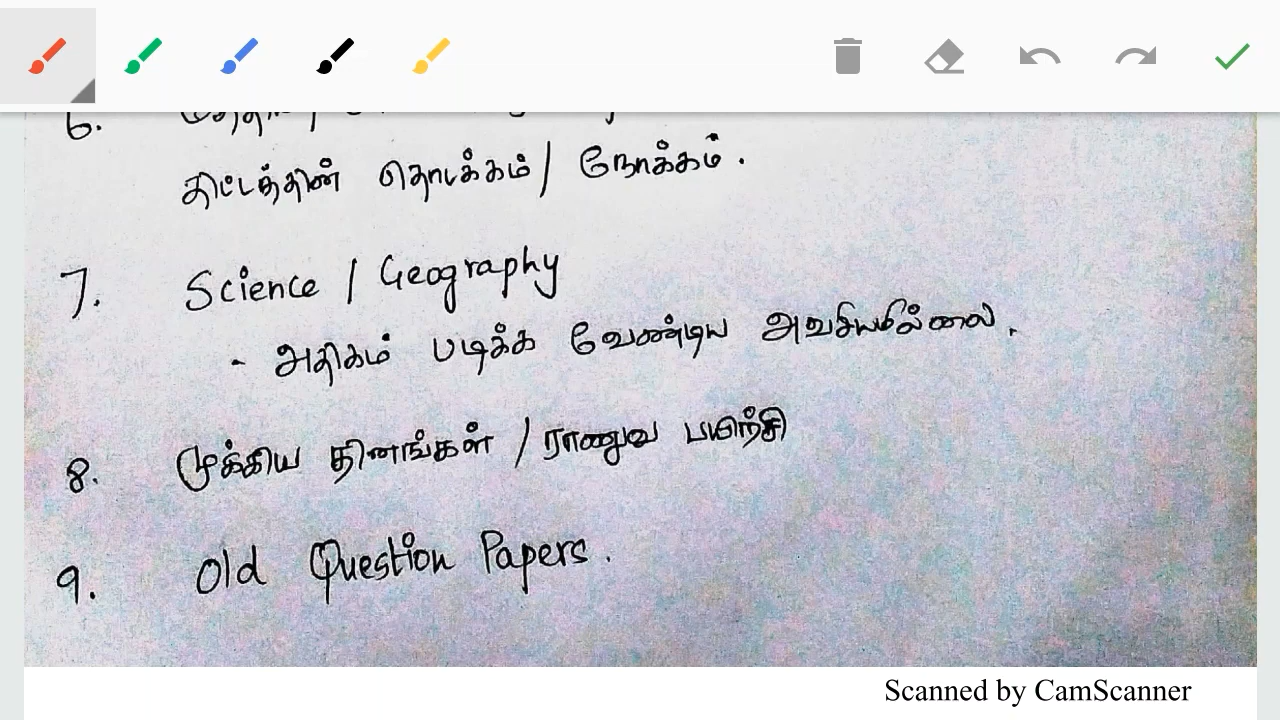 6.
திட்டத்தின் தொடக்கம் / நோக்கம்.
7. Science / Geography
- அதிகம் படிக்க வேண்டிய அவசியமில்லை.
8. முக்கிய தினங்கள் / ராணுவ பயிற்சி
9. Old Question Papers.
Scanned by CamScanner